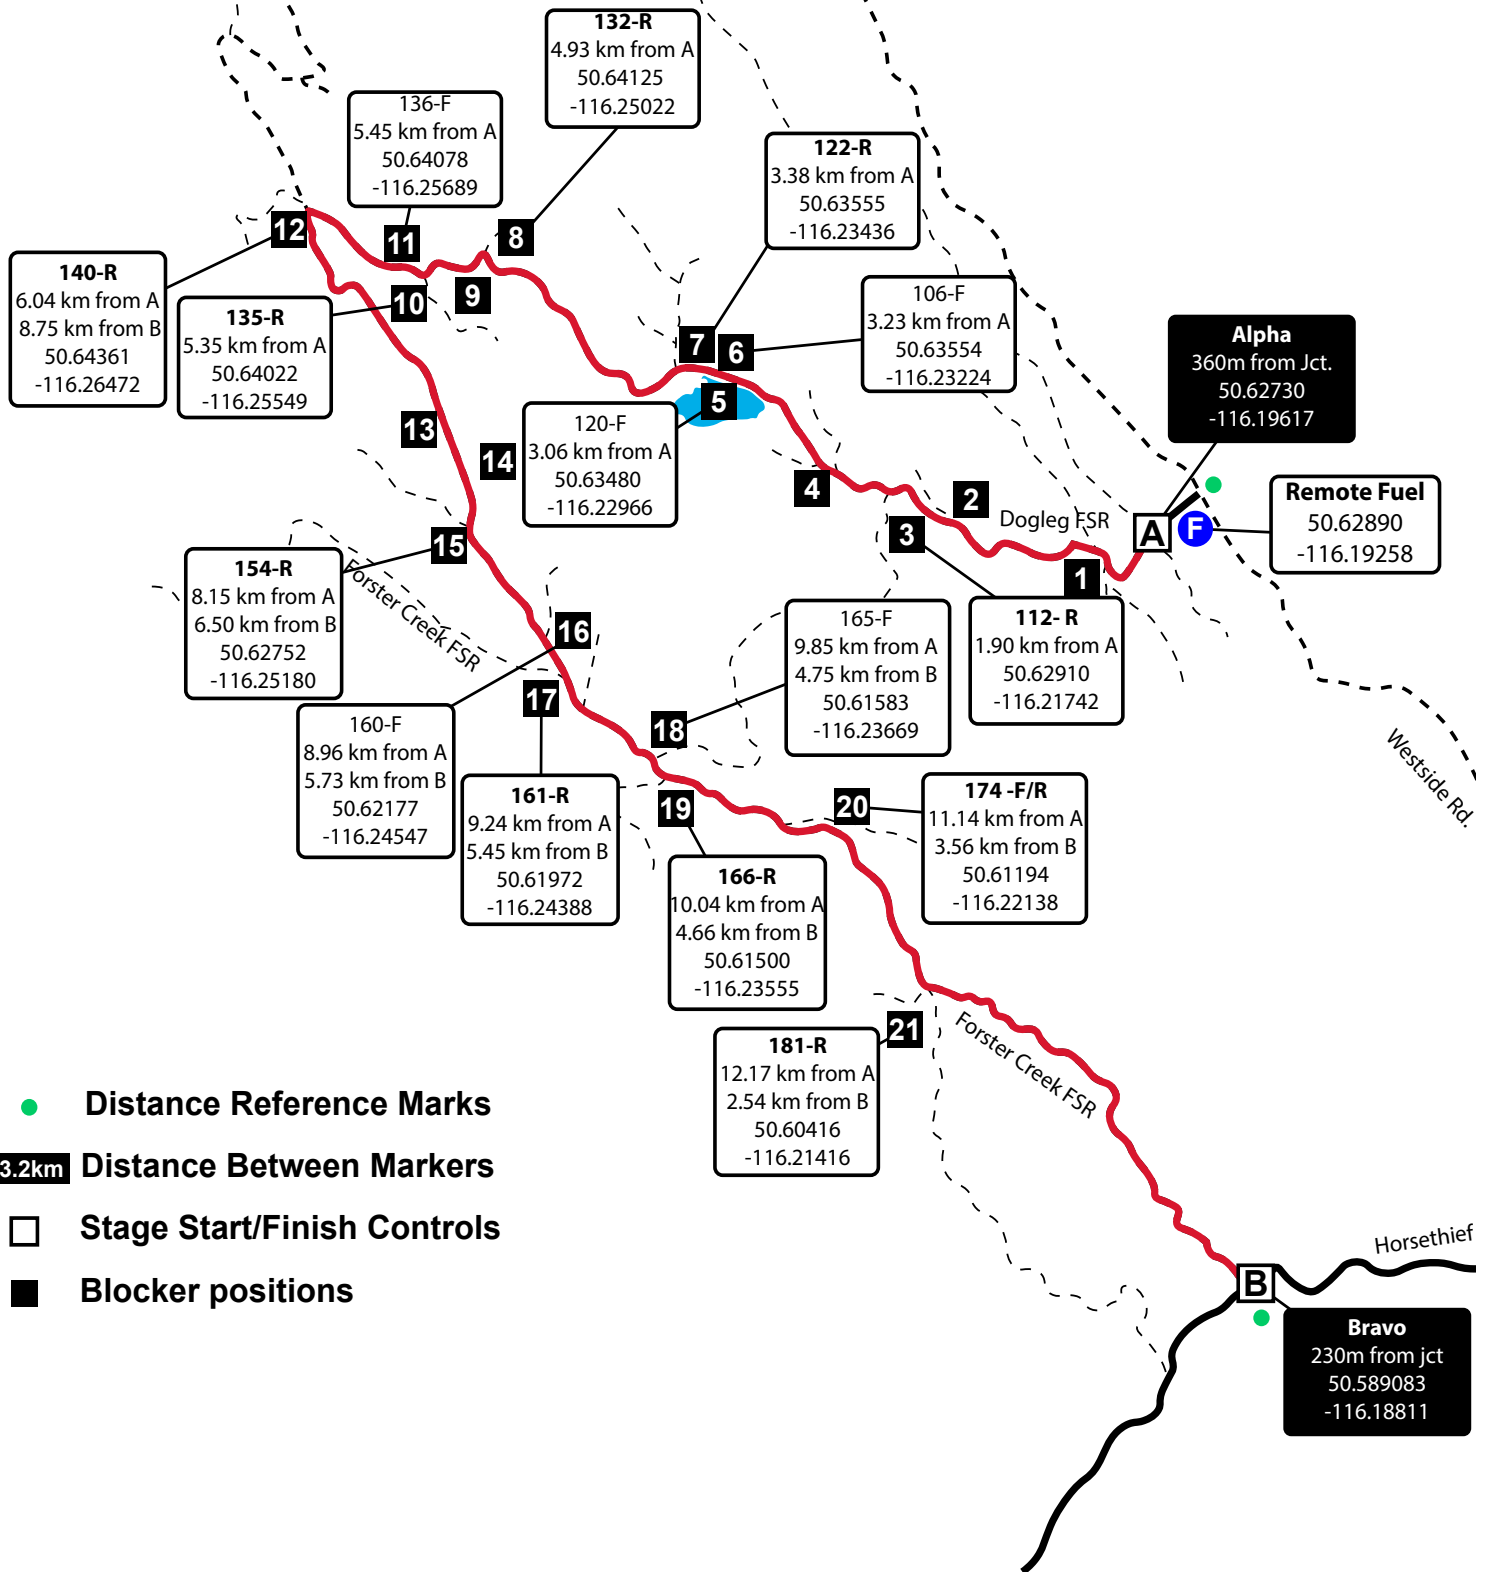 132-R
4.93 km from A
50.64125
-116.25022
136-F
5.45 km from A
50.64078
-116.25689
122-R
3.38 km from A
50.63555
-116.23436
12
11
8
140-R
6.04 km from A
8.75 km from B
50.64361
-116.26472
135-R
5.35 km from A
50.64022
-116.25549
10
9
106-F
3.23 km from A
50.63554
-116.23224
7
6
Alpha
360m from Jct.
50.62730
-116.19617
5
120-F
3.06 km from A
50.63480
-116.22966
13
14
4
2
3
Dogleg FSR
A
F
Remote Fuel
50.62890
-116.19258
1
15
154-R
8.15 km from A
6.50 km from B
50.62752
-116.25180
Forster Creek FSR
16
165-F
9.85 km from A
4.75 km from B
50.61583
-116.23669
112- R
1.90 km from A
50.62910
-116.21742
17
18
160-F
8.96 km from A
5.73 km from B
50.62177
-116.24547
161-R
9.24 km from A
5.45 km from B
50.61972
-116.24388
19
20
174 -F/R
11.14 km from A
3.56 km from B
50.61194
-116.22138
Westside Rd.
166-R
10.04 km from A
4.66 km from B
50.61500
-116.23555
21
181-R
12.17 km from A
2.54 km from B
50.60416
-116.21416
Forster Creek FSR
Distance Reference Marks
3.2km Distance Between Markers
Stage Start/Finish Controls
Blocker positions
Horsethief
B
Bravo
230m from jct
50.589083
-116.18811